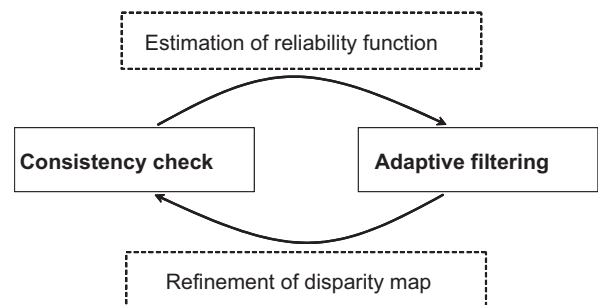 Estimation of reliability function
Consistency check
Adaptive filtering
Refinement of disparity map